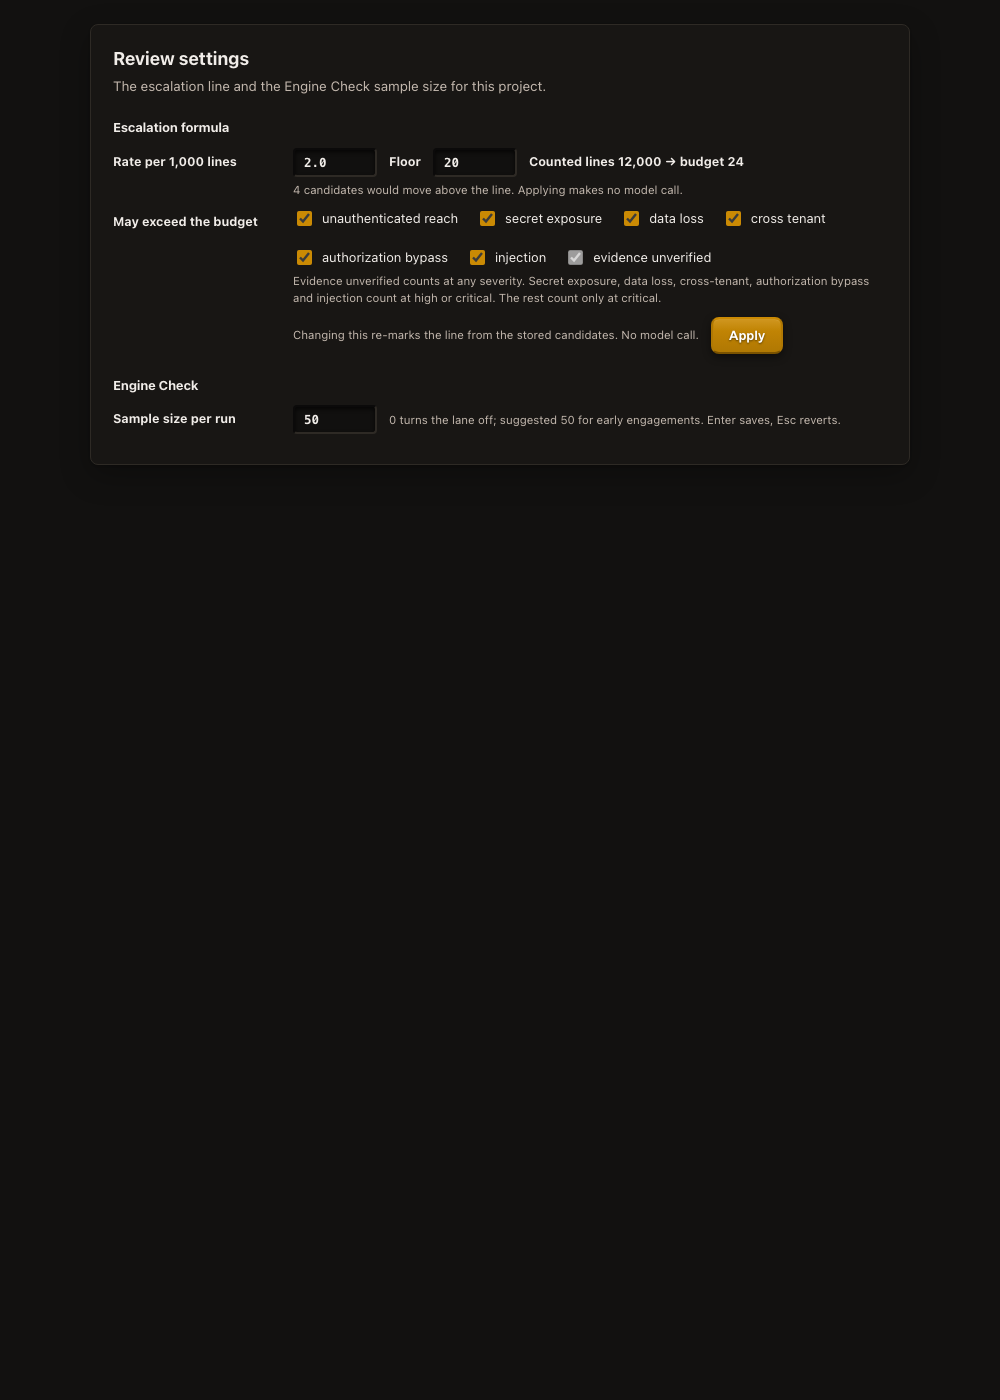 Review settings
The escalation line and the Engine Check sample size for this project.
Escalation formula
Rate per 1,000 lines 2.0 Floor 20 Counted lines 12,000 → budget 24
4 candidates would move above the line. Applying makes no model call.
May exceed the budget unauthenticated reach secret exposure data loss cross tenant
authorization bypass injection evidence unverified
Evidence unverified counts at any severity. Secret exposure, data loss, cross-tenant, authorization bypass
and injection count at high or critical. The rest count only at critical.
Changing this re-marks the line from the stored candidates. No model call. Apply
Engine Check
Sample size per run 50 0 turns the lane off; suggested 50 for early engagements. Enter saves, Esc reverts.